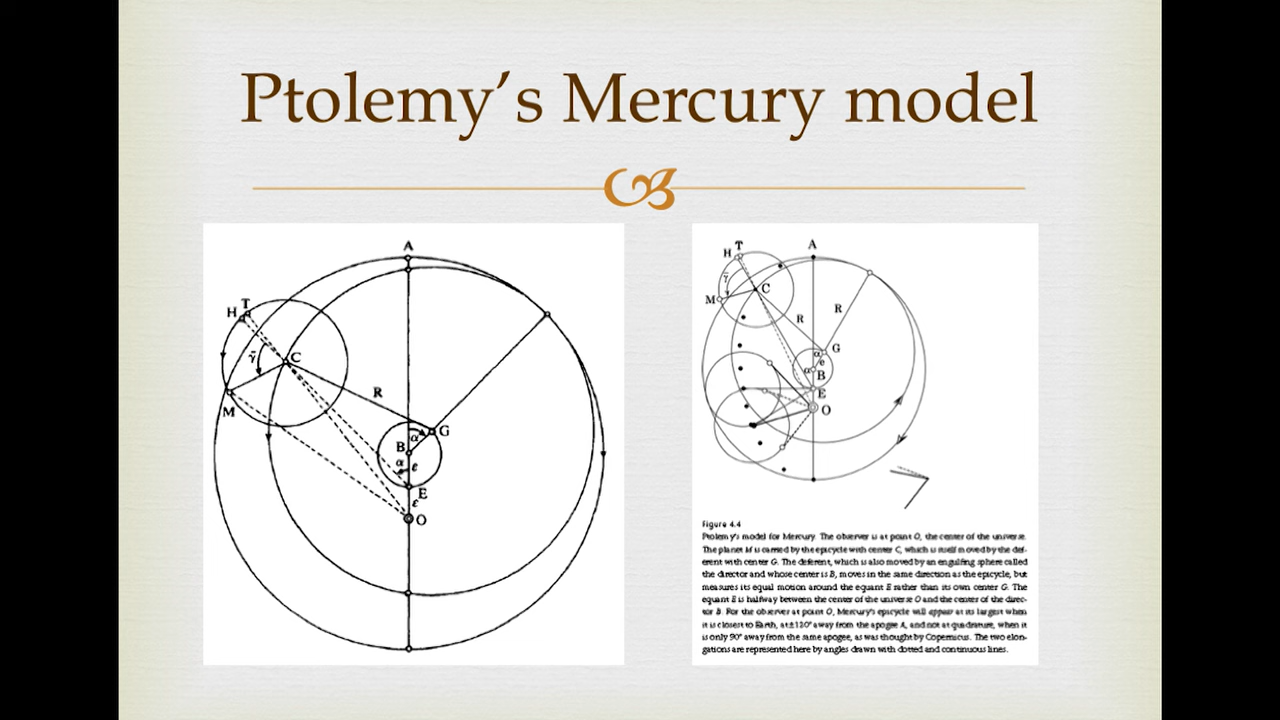 Ptolemy’s Mercury model
A
H T
γ̄
C
M
R
α G
B
α e
E
ε
O
A
T
H
γ̄
M C
R
R
α G
e
α B
E
O
Figure 4.4
Ptolemy's model for Mercury. The observer is at point O, the center of the universe.
The planet M is carried by the epicycle with center C, which is itself moved by the def-
erent with center G. The deferent, which is also moved by an engulfing sphere called
the director and whose center is B, moves in the same direction as the epicycle, but
measures its equal motion around the equant E rather than its own center G. The
equant E is halfway between the center of the universe O and the center of the direc-
tor B. For the observer at point O, Mercury's epicycle will appear at its largest when
it is closest to Earth, at ±120° away from the apogee A, and not at quadrature, when it
is only 90° away from the same apogee, as was thought by Copernicus. The two elon-
gations are represented here by angles drawn with dotted and continuous lines.